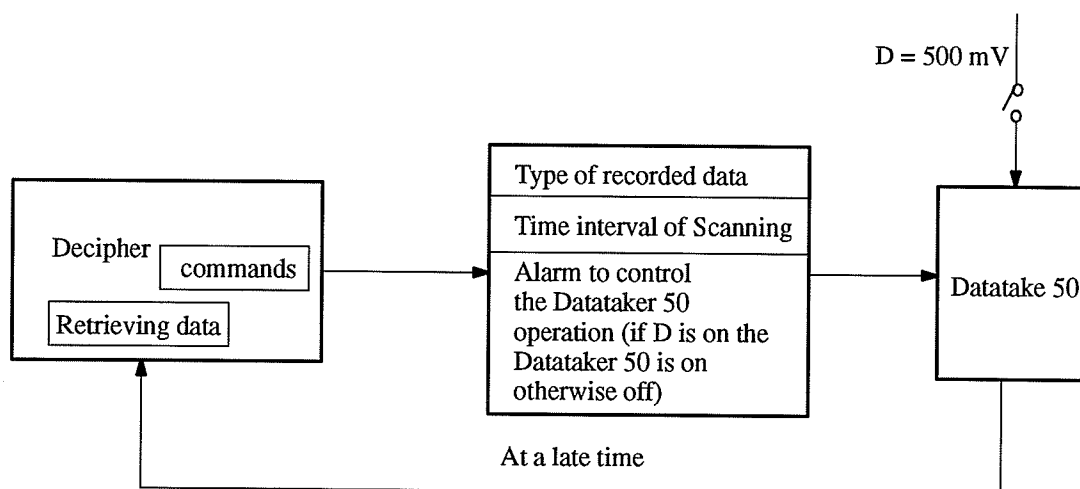 D = 500 mV
Type of recorded data
Time interval of Scanning
Alarm to control
the Datataker 50
operation (if D is on the
Datataker 50 is on
otherwise off)
Decipher
commands
Retrieving data
Datatake 50
At a late time